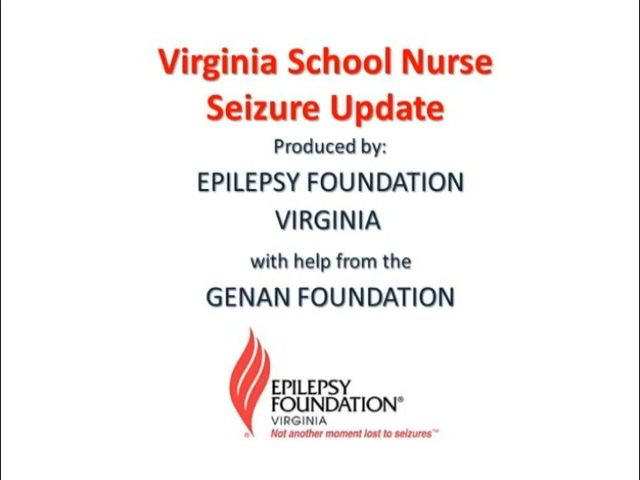 Virginia School Nurse
Seizure Update
Produced by:
EPILEPSY FOUNDATION
VIRGINIA
with help from the
GENAN FOUNDATION
EPILEPSY
FOUNDATION®
VIRGINIA
® Not another moment lost to seizures™